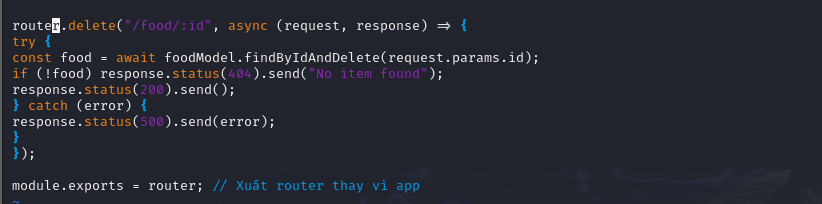 router.delete("/food/:id", async (request, response) => {
try {
const food = await foodModel.findByIdAndDelete(request.params.id);
if (!food) response.status(404).send("No item found");
response.status(200).send();
} catch (error) {
response.status(500).send(error);
}
});
module.exports = router; // Xuất router thay vì app
~